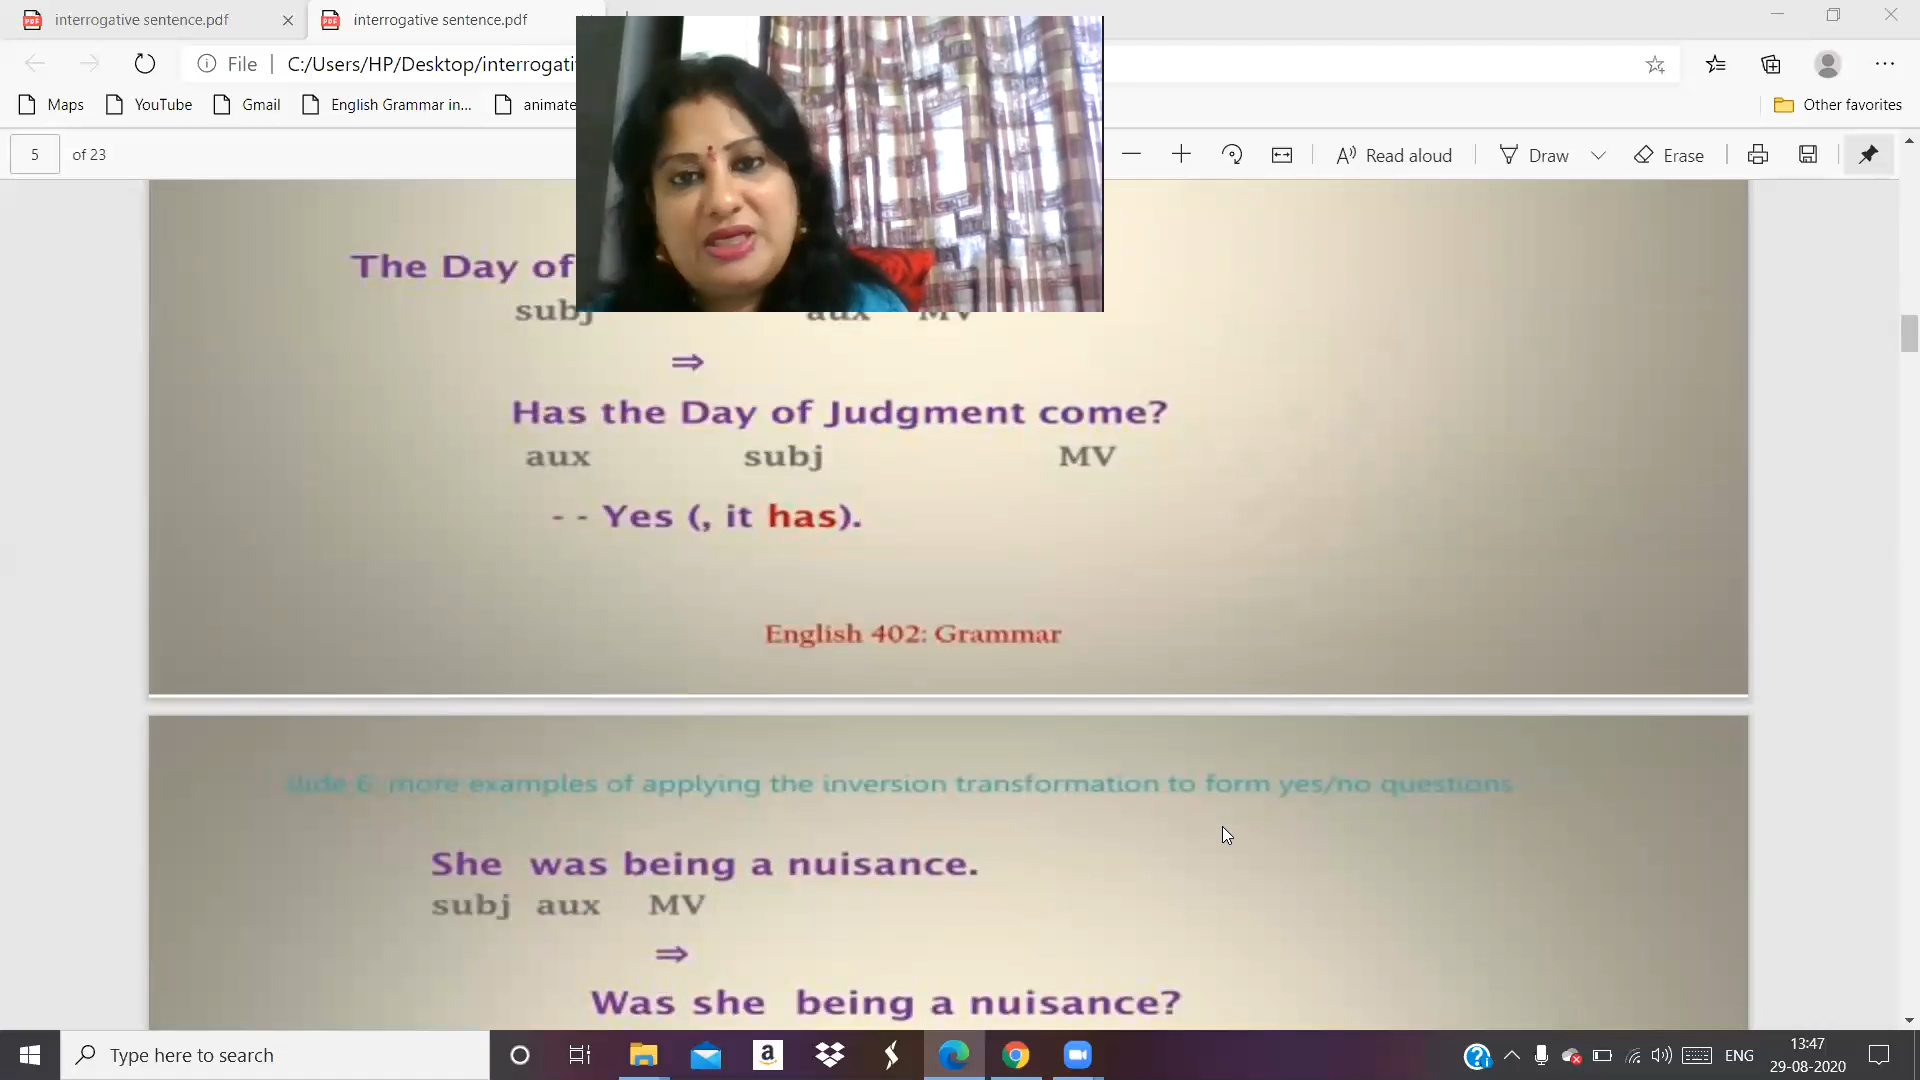 interrogative sentence.pdf
interrogative sentence.pdf
File
C:/Users/HP/Desktop/interrogati
Maps
YouTube
Gmail
English Grammar in...
animate
Other favorites
5
of 23
Read aloud
Draw
Erase
The Day of
subj aux MV
⇒
Has the Day of Judgment come?
aux subj MV
- - Yes (, it has).
English 402: Grammar
slide 6: more examples of applying the inversion transformation to form yes/no questions
She was being a nuisance.
subj aux MV
⇒
Was she being a nuisance?
Type here to search
ENG
13:47
29-08-2020